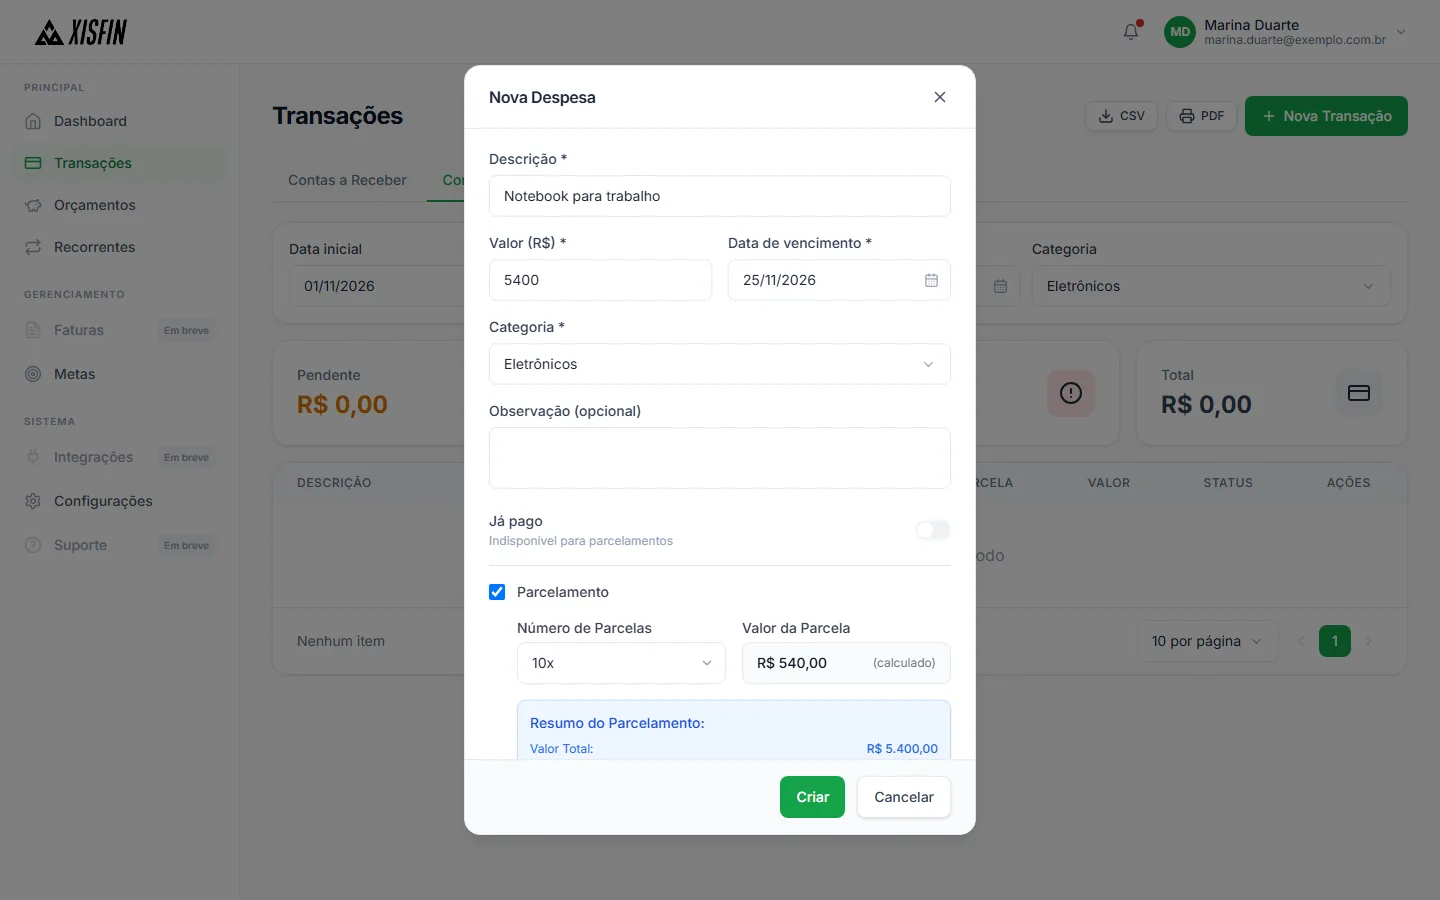 XISFIN
MD
Marina Duarte
marina.duarte@exemplo.com.br
PRINCIPAL
Dashboard
Transações
Orçamentos
Recorrentes
GERENCIAMENTO
Faturas
Em breve
Metas
SISTEMA
Integrações
Em breve
Configurações
Suporte
Em breve
Transações
CSV
PDF
Nova Transação
Contas a Receber
Data inicial
01/11/2026
Categoria
Eletrônicos
Pendente
R$ 0,00
Total
R$ 0,00
DESCRIÇÃO
VALOR
STATUS
AÇÕES
Nenhum item
10 por página
1
Nova Despesa
Descrição *
Notebook para trabalho
Valor (R$) *
Data de vencimento *
5400
25/11/2026
Categoria *
Eletrônicos
Observação (opcional)
Já pago
Indisponível para parcelamentos
Parcelamento
Número de Parcelas
Valor da Parcela
10x
R$ 540,00
(calculado)
Resumo do Parcelamento:
Valor Total:
R$ 5.400,00
Criar
Cancelar